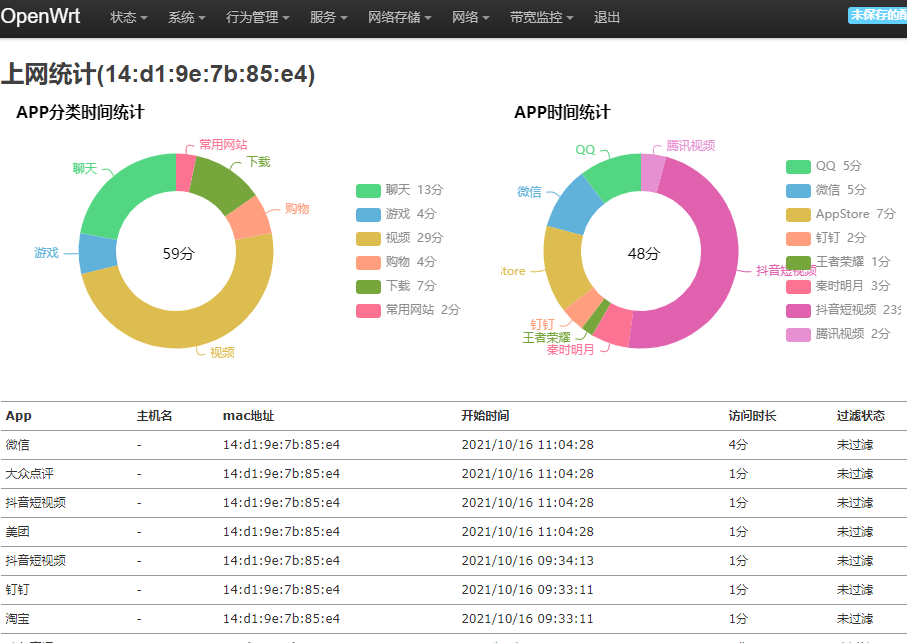 OpenWrt 状态 系统 行为管理 服务 网络存储 网络 带宽监控 退出 未保存的配
上网统计(14:d1:9e:7b:85:e4)
APP分类时间统计
常用网站
下载
聊天
购物
游戏
59分
视频
聊天 13分
游戏 4分
视频 29分
购物 4分
下载 7分
常用网站 2分
APP时间统计
腾讯视频
QQ
微信
48分
store
抖音短视频
钉钉
王者荣耀
秦时明月
QQ 5分
微信 5分
AppStore 7分
钉钉 2分
王者荣耀 1分
秦时明月 3分
抖音短视频 23分
腾讯视频 2分
App 主机名 mac地址 开始时间 访问时长 过滤状态
微信 - 14:d1:9e:7b:85:e4 2021/10/16 11:04:28 4分 未过滤
大众点评 - 14:d1:9e:7b:85:e4 2021/10/16 11:04:28 1分 未过滤
抖音短视频 - 14:d1:9e:7b:85:e4 2021/10/16 11:04:28 1分 未过滤
美团 - 14:d1:9e:7b:85:e4 2021/10/16 11:04:28 1分 未过滤
抖音短视频 - 14:d1:9e:7b:85:e4 2021/10/16 09:34:13 1分 未过滤
钉钉 - 14:d1:9e:7b:85:e4 2021/10/16 09:33:11 1分 未过滤
淘宝 - 14:d1:9e:7b:85:e4 2021/10/16 09:33:11 1分 未过滤